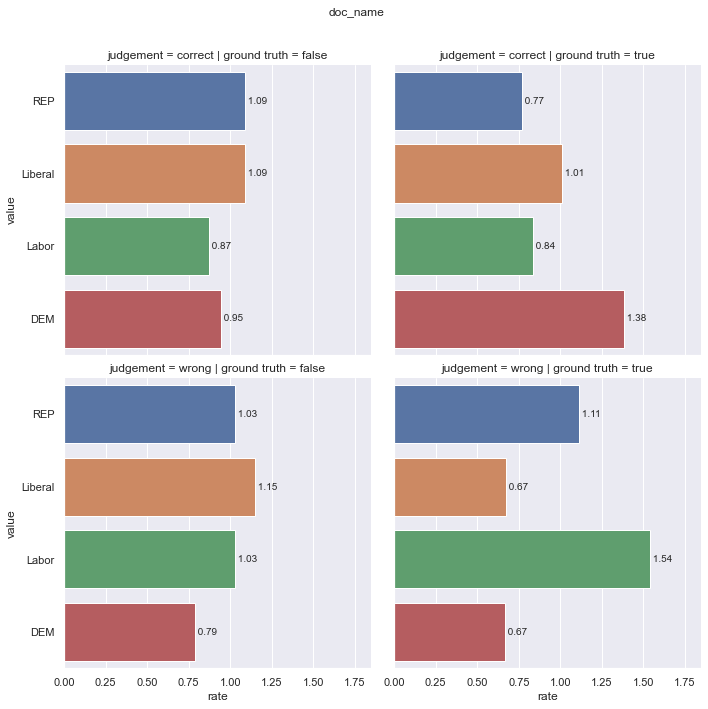 doc_name
judgement = correct | ground truth = false
judgement = correct | ground truth = true
value
REP
1.09
0.77
Liberal
1.09
1.01
Labor
0.87
0.84
DEM
0.95
1.38
judgement = wrong | ground truth = false
judgement = wrong | ground truth = true
value
REP
1.03
1.11
Liberal
1.15
0.67
Labor
1.03
1.54
DEM
0.79
0.67
0.00 0.25 0.50 0.75 1.00 1.25 1.50 1.75
0.00 0.25 0.50 0.75 1.00 1.25 1.50 1.75
rate
rate